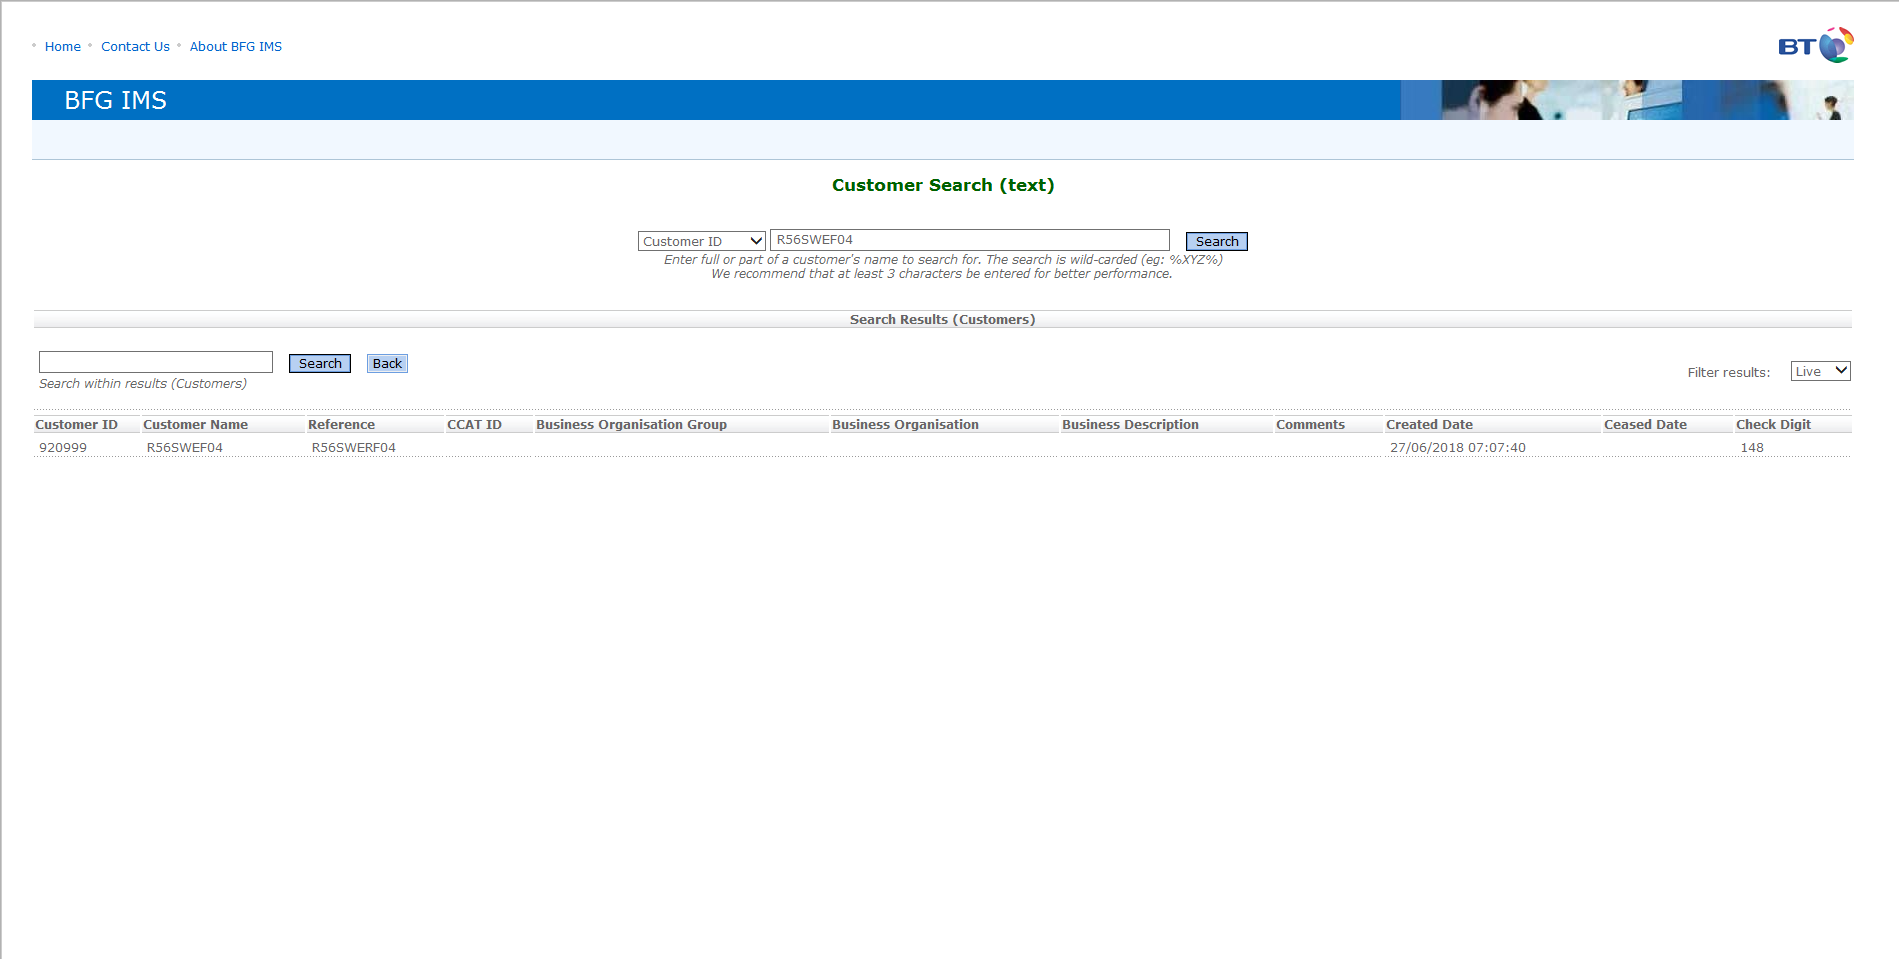 Home Contact Us About BFG IMS
BT
BFG IMS
Customer Search (text)
Customer ID R56SWEF04 Search
Enter full or part of a customer's name to search for. The search is wild-carded (eg: %XYZ%)
We recommend that at least 3 characters be entered for better performance.
Search Results (Customers)
Search Back
Search within results (Customers)
Filter results: Live
Customer ID Customer Name Reference CCAT ID Business Organisation Group Business Organisation Business Description Comments Created Date Ceased Date Check Digit
920999 R56SWEF04 R56SWERF04 27/06/2018 07:07:40 148